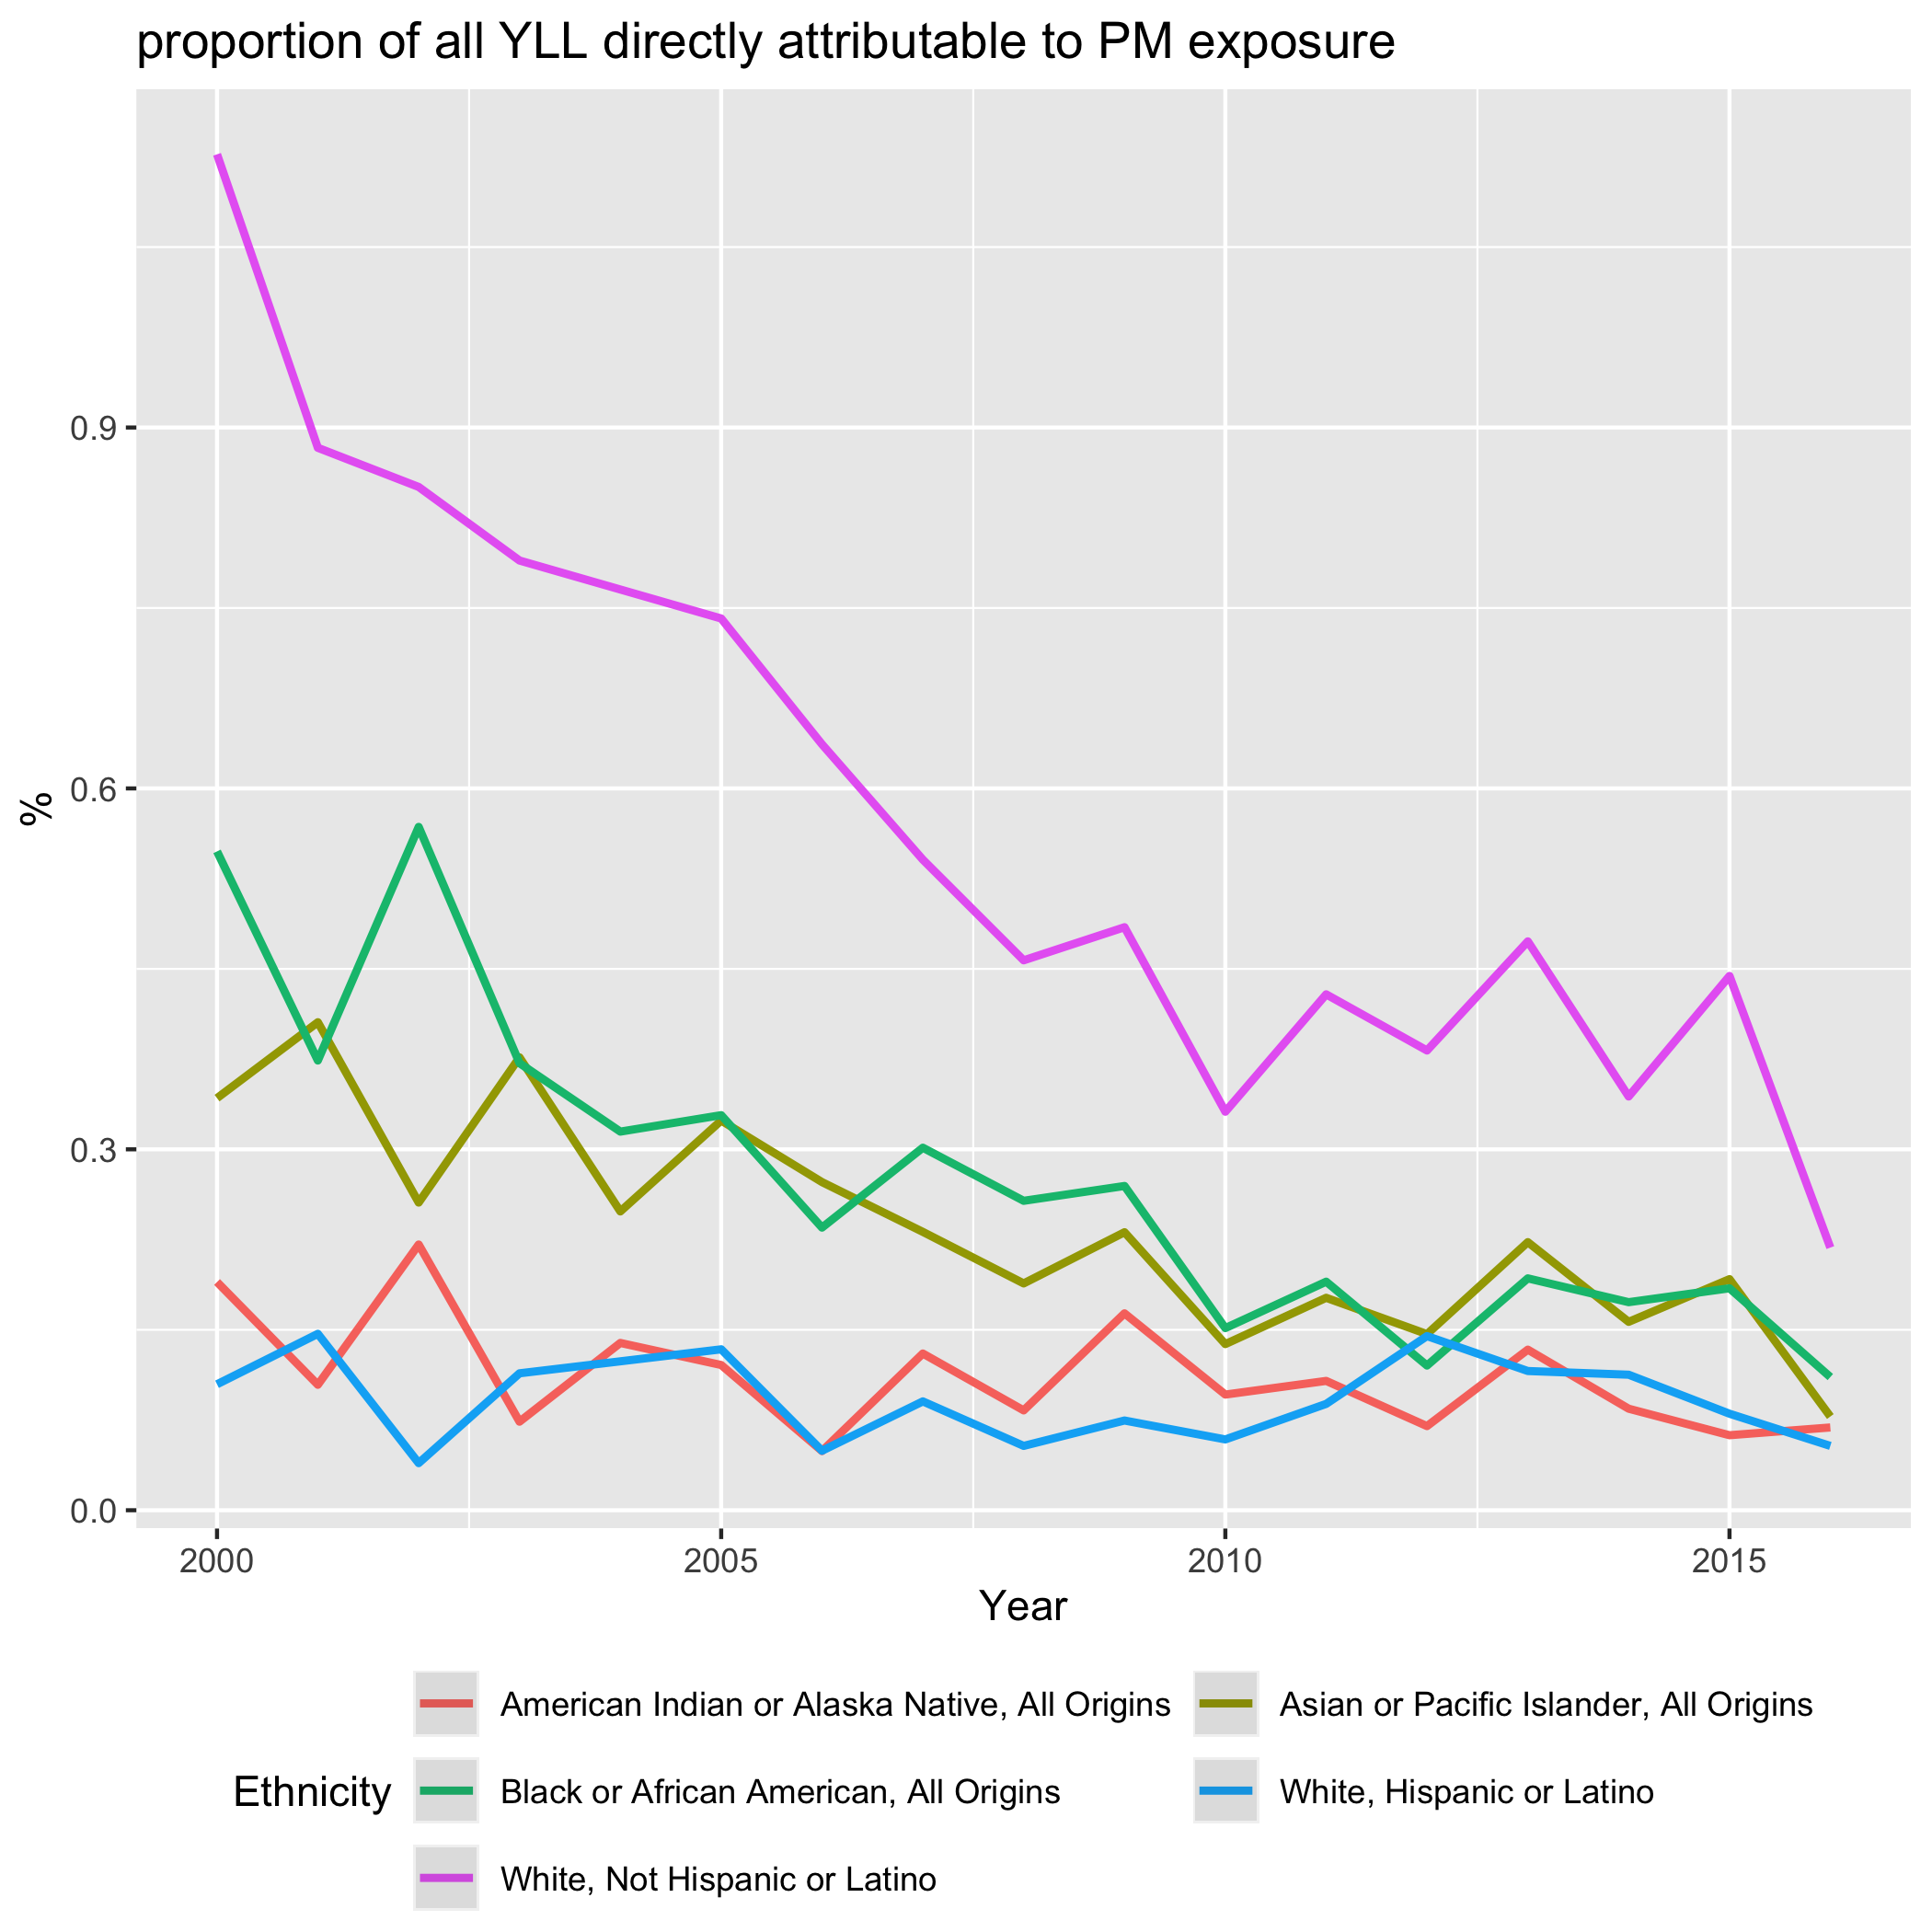 proportion of all YLL directly attributable to PM exposure
%
0.9
0.6
0.3
0.0
2000 2005 2010 2015
Year
Ethnicity
American Indian or Alaska Native, All Origins
Asian or Pacific Islander, All Origins
Black or African American, All Origins
White, Hispanic or Latino
White, Not Hispanic or Latino